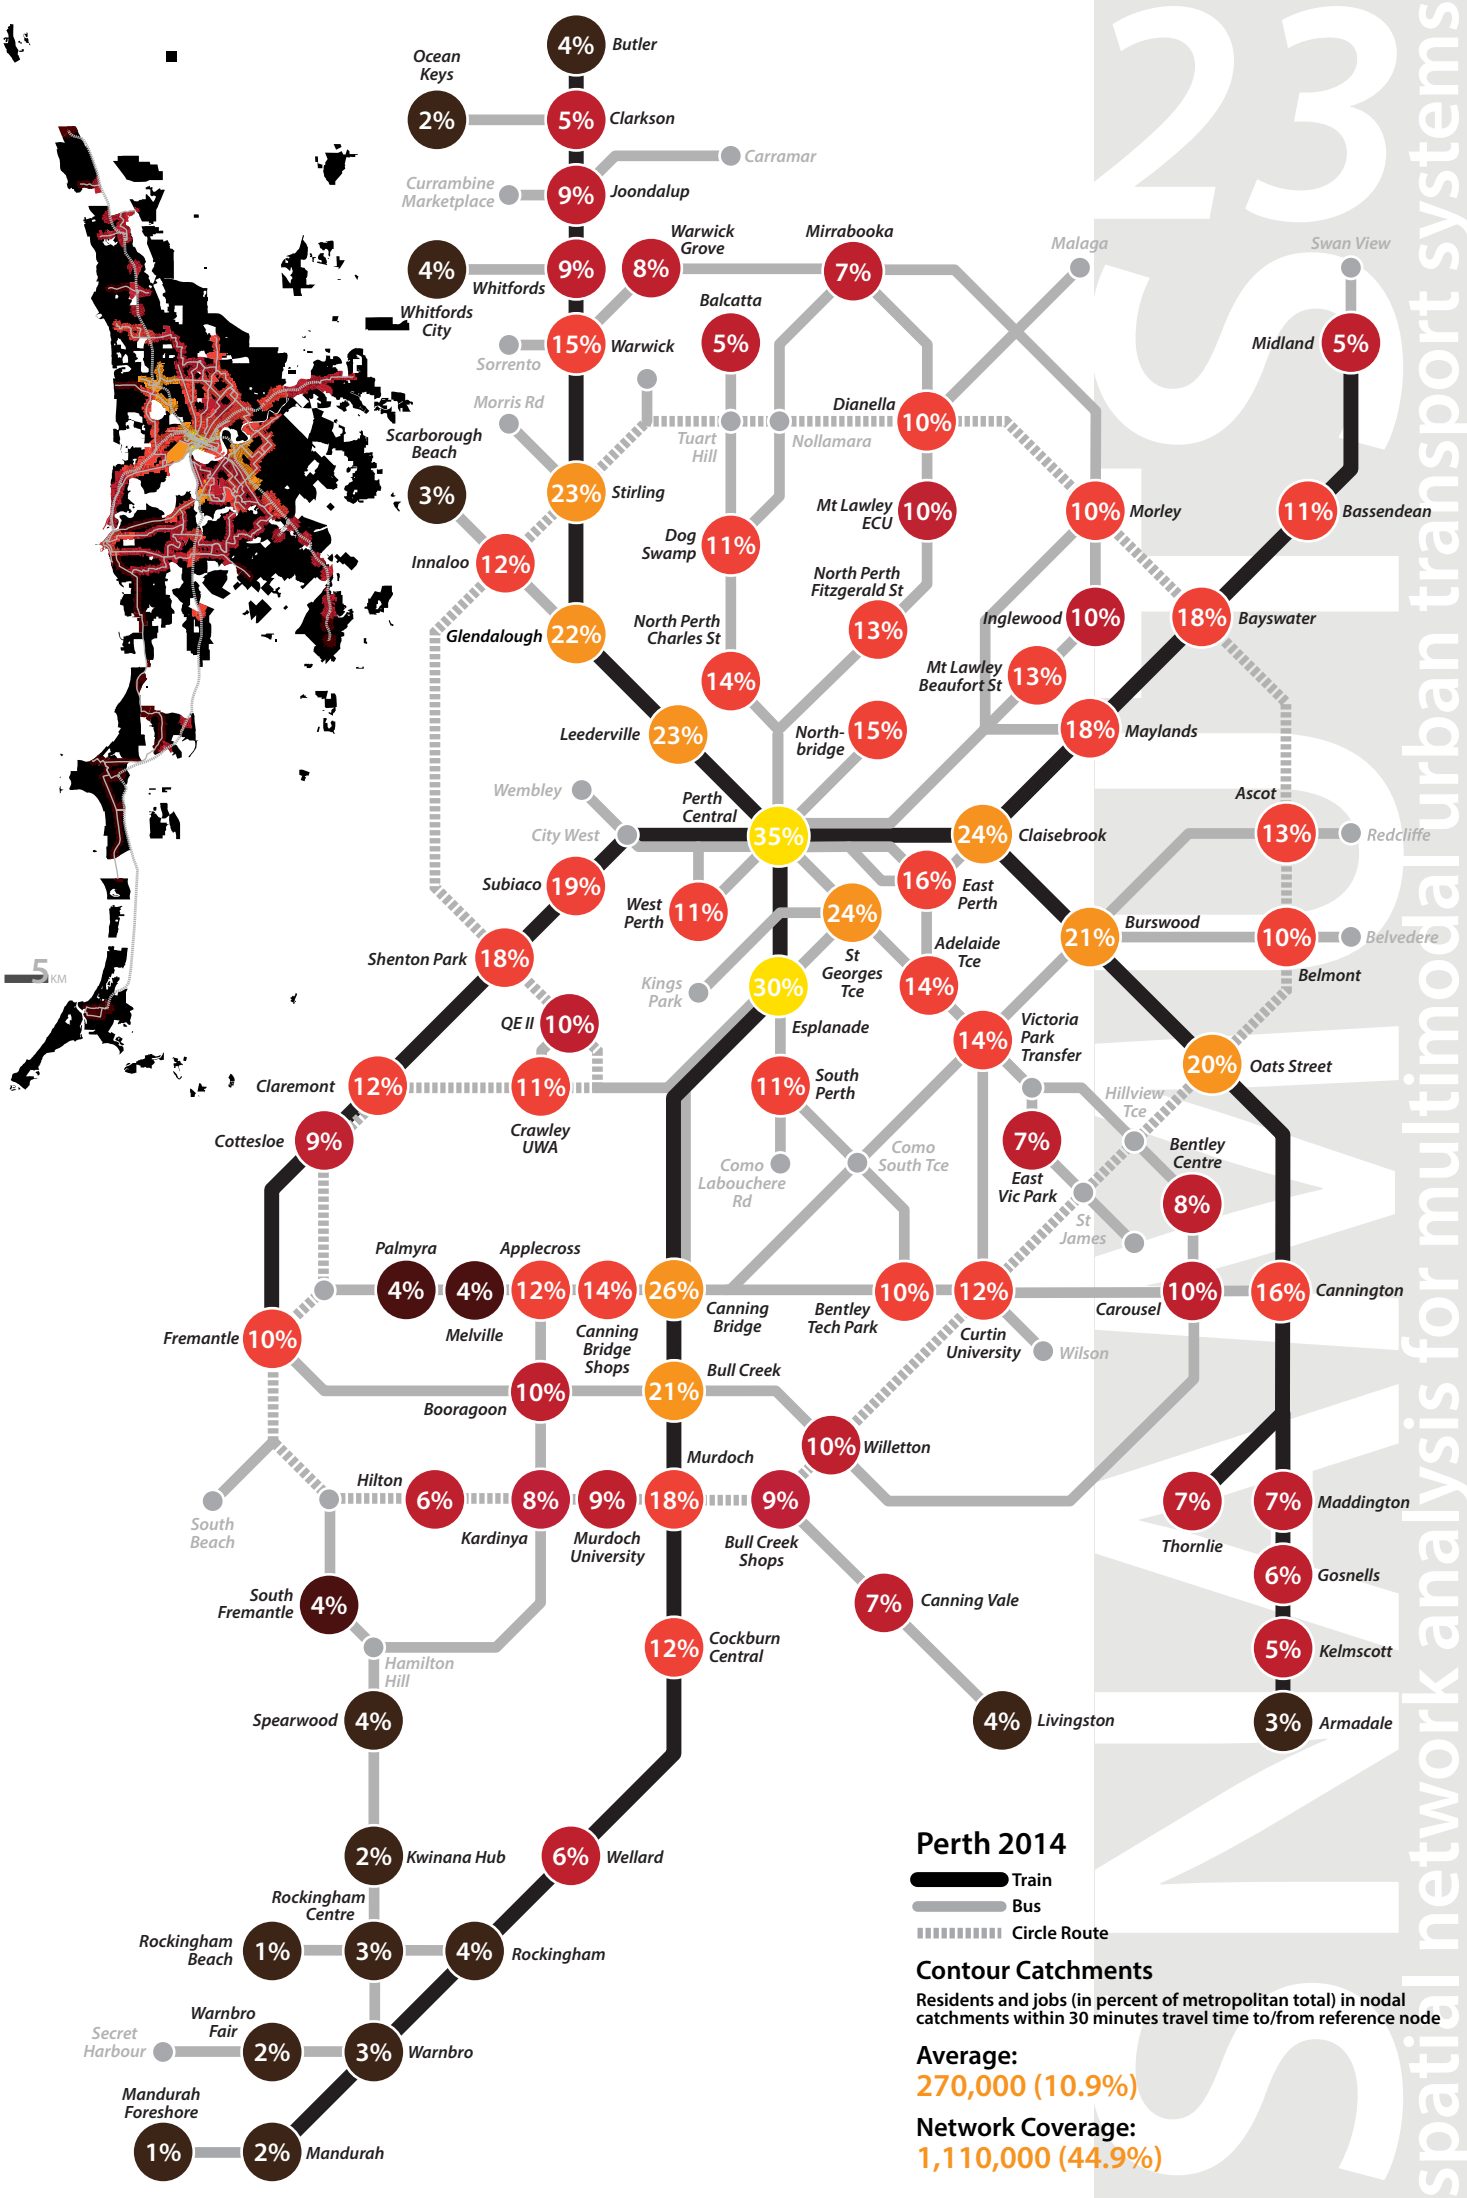 4% Butler
Ocean
Keys
2%
5% Clarkson
Carramar
Currambine
Marketplace
9% Joondalup
Warwick
Grove
Mirrabooka
Malaga
Swan View
4%
9%
8%
7%
Whitfords
Whitfords
City
Balcatta
Sorrento
15% Warwick
5%
Midland 5%
Morris Rd
Dianella 10%
Tuart
Hill
Nollamara
Scarborough
Beach
3%
23% Stirling
Mt Lawley
ECU
10%
10% Morley
11% Bassendean
Dog
Swamp
11%
Innaloo 12%
North Perth
Fitzgerald St
13%
Glendalough 22%
North Perth
Charles St
14%
Inglewood 10%
18% Bayswater
Mt Lawley
Beaufort St
13%
Leederville 23%
North-
bridge
15%
18% Maylands
Wembley
Perth
Central
35%
City West
24% Claisebrook
Ascot
13%
Redcliffe
Subiaco 19%
West
Perth
11%
24%
St
Georges
Tce
16%
East
Perth
21%
Burswood
10%
Belvedere
Belmont
Shenton Park 18%
Adelaide
Tce
14%
Kings
Park
30%
Esplanade
QE II 10%
14%
Victoria
Park
Transfer
20% Oats Street
Claremont 12%
11%
Crawley
UWA
11%
South
Perth
Hillview
Tce
Cottesloe 9%
Como
Labouchere
Rd
Como
South Tce
7%
East
Vic Park
Bentley
Centre
8%
St
James
Palmyra
4%
4%
Melville
Applecross
12%
14%
Canning
Bridge
Shops
26%
Canning
Bridge
10%
Bentley
Tech Park
12%
Curtin
University
Wilson
10%
Carousel
16% Cannington
Fremantle 10%
10%
Booragoon
21%
Bull Creek
10% Willetton
South
Beach
Hilton
6%
8%
Kardinya
9%
Murdoch
University
18%
Murdoch
9%
Bull Creek
Shops
7%
Thornlie
7% Maddington
6% Gosnells
South
Fremantle
4%
7% Canning Vale
Hamilton
Hill
12%
Cockburn
Central
5% Kelmscott
Spearwood 4%
4% Livingston
3% Armadale
2% Kwinana Hub
6% Wellard
Rockingham
Centre
Rockingham
Beach
1%
3%
4% Rockingham
Warnbro
Fair
Secret
Harbour
2%
3% Warnbro
Mandurah
Foreshore
1%
2% Mandurah
5 KM
Perth 2014
Train
Bus
Circle Route
Contour Catchments
Residents and jobs (in percent of metropolitan total) in nodal
catchments within 30 minutes travel time to/from reference node
Average:
270,000 (10.9%)
Network Coverage:
1,110,000 (44.9%)
23
SNAMUTS
spatial network analysis for multimodal urban transport systems